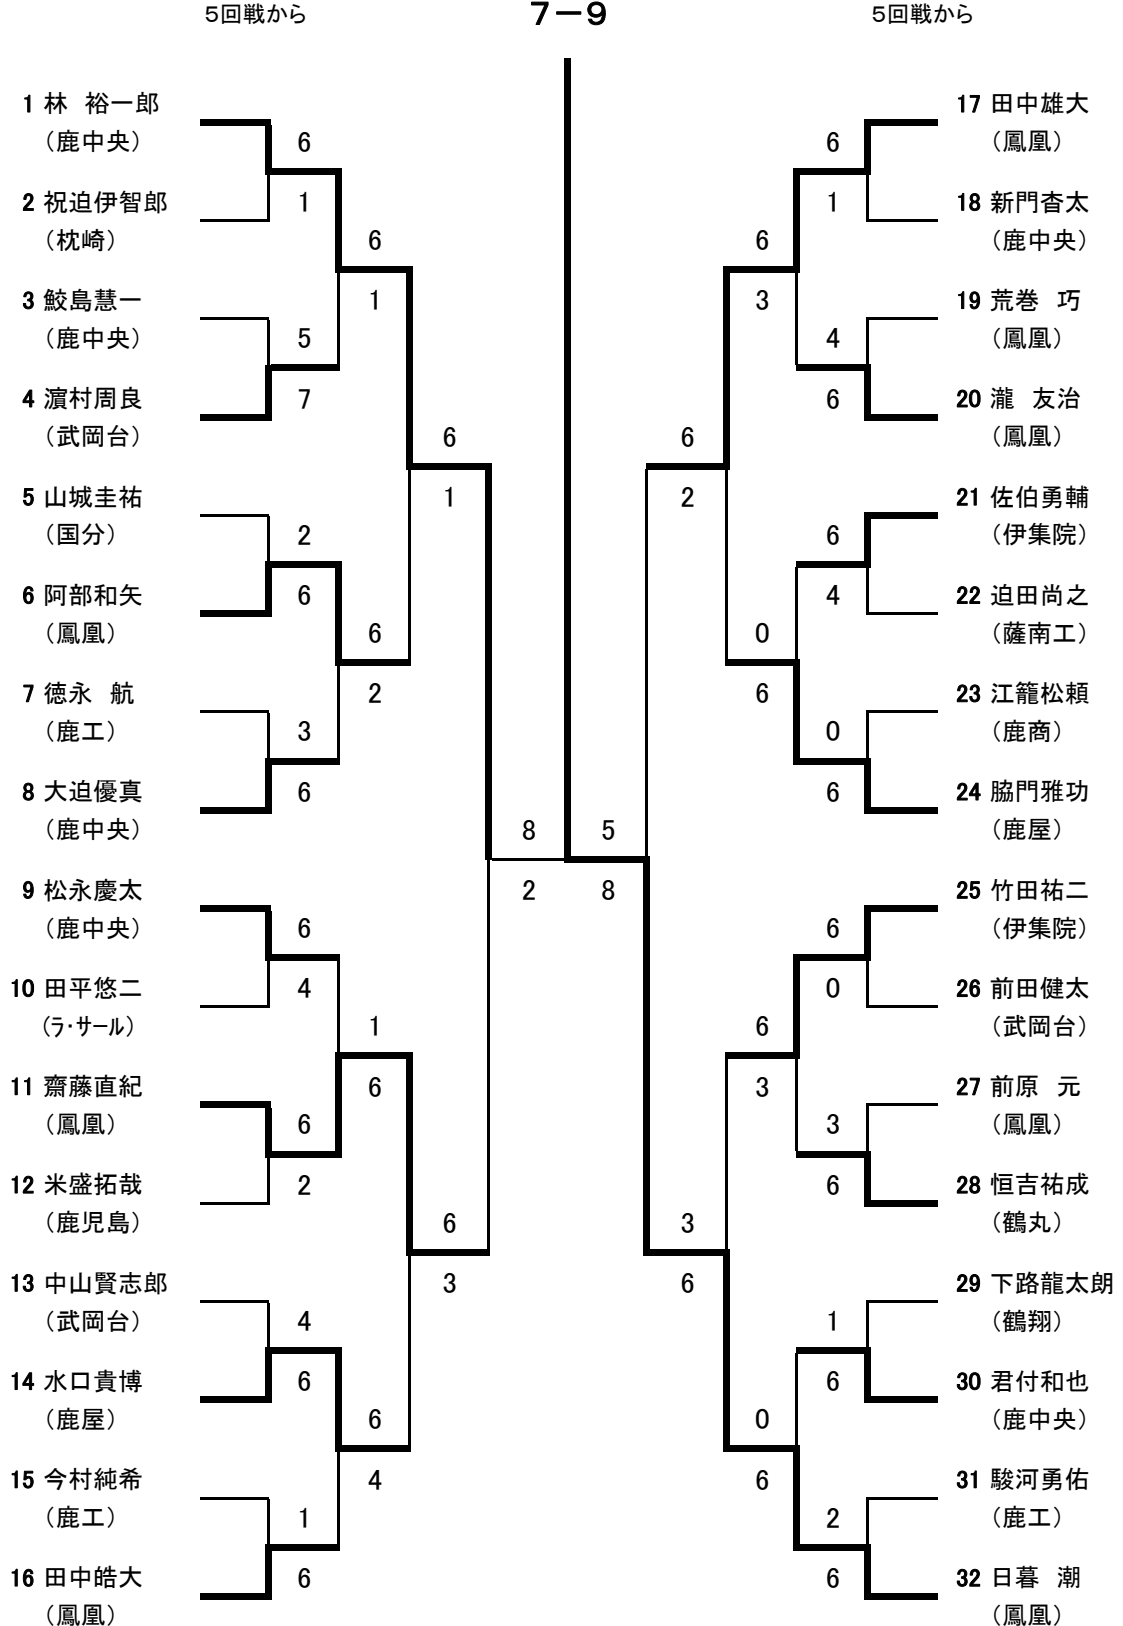 5回戦から
7－9
5回戦から
1 林　裕一郎
（鹿中央）
6
2 祝迫伊智郎
1
（枕崎）
6
3 鮫島慧一
1
（鹿中央）
5
4 濵村周良
7
（武岡台）
6
5 山城圭祐
1
（国分）
2
6 阿部和矢
6
（鳳凰）
6
7 徳永　航
2
（鹿工）
3
8 大迫優真
6
（鹿中央）
8
9 松永慶太
2
（鹿中央）
6
10 田平悠二
4
（ラ・サール）
1
11 齋藤直紀
6
（鳳凰）
6
12 米盛拓哉
2
（鹿児島）
6
13 中山賢志郎
3
（武岡台）
4
14 水口貴博
6
（鹿屋）
6
15 今村純希
4
（鹿工）
1
16 田中皓大
6
（鳳凰）
17 田中雄大
（鳳凰）
6
18 新門杳太
1
（鹿中央）
6
19 荒巻　巧
3
（鳳凰）
4
20 瀧　友治
6
（鳳凰）
6
21 佐伯勇輔
2
（伊集院）
6
22 迫田尚之
4
（薩南工）
0
23 江籠松頼
6
（鹿商）
0
24 脇門雅功
6
（鹿屋）
5
25 竹田祐二
8
（伊集院）
6
26 前田健太
0
（武岡台）
6
27 前原　元
3
（鳳凰）
3
28 恒吉祐成
6
（鶴丸）
3
29 下路龍太朗
6
（鶴翔）
1
30 君付和也
6
（鹿中央）
0
31 駿河勇佑
6
（鹿工）
2
32 日暮　潮
6
（鳳凰）